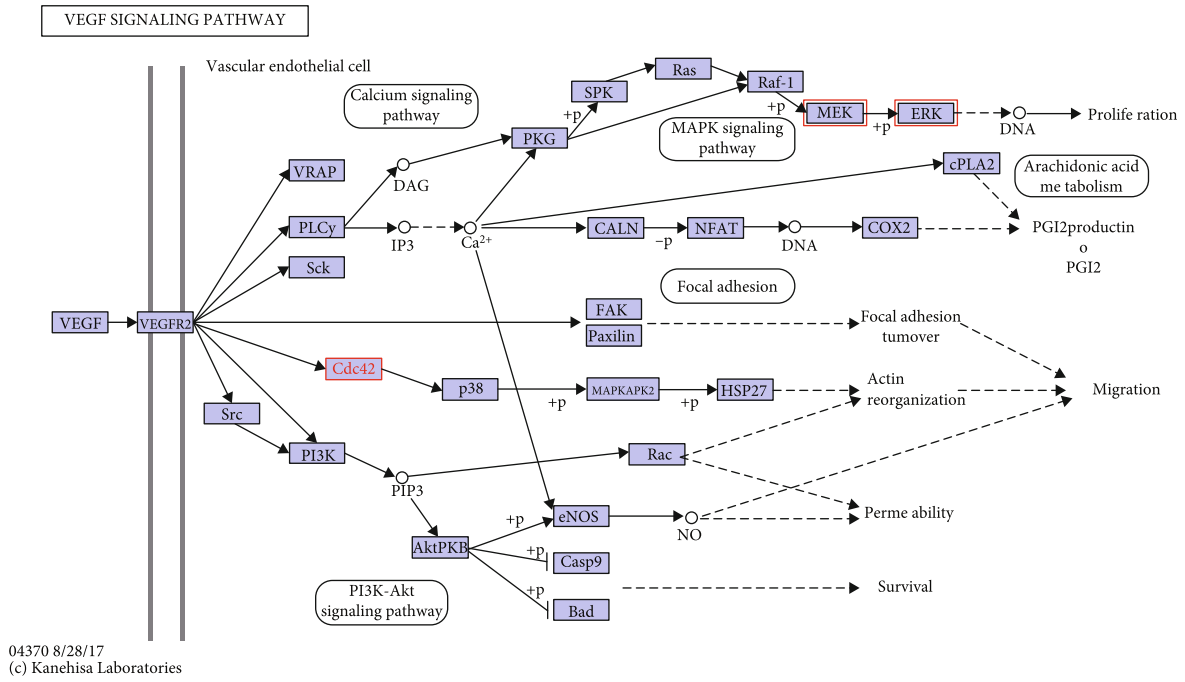 VEGF SIGNALING PATHWAY
Vascular endothelial cell
Calcium signaling
pathway
SPK
Ras
Raf-1
+p
+p
MEK
ERK
+p
DNA
Prolife ration
PKG
MAPK signaling
pathway
VRAP
DAG
cPLA2
Arachidonic acid
me tabolism
PLCy
IP3
Ca²⁺
CALN
–p
NFAT
DNA
COX2
PGI2productin
o
PGI2
Sck
Focal adhesion
VEGF
VEGFR2
FAK
Paxilin
Focal adhesion
tumover
Cdc42
p38
+p
MAPKAPK2
+p
HSP27
Actin
reorganization
Migration
Src
PI3K
PIP3
Rac
AktPKB
+p
eNOS
NO
Perme ability
+p
Casp9
+p
Bad
Survival
PI3K-Akt
signaling pathway
04370 8/28/17
(c) Kanehisa Laboratories